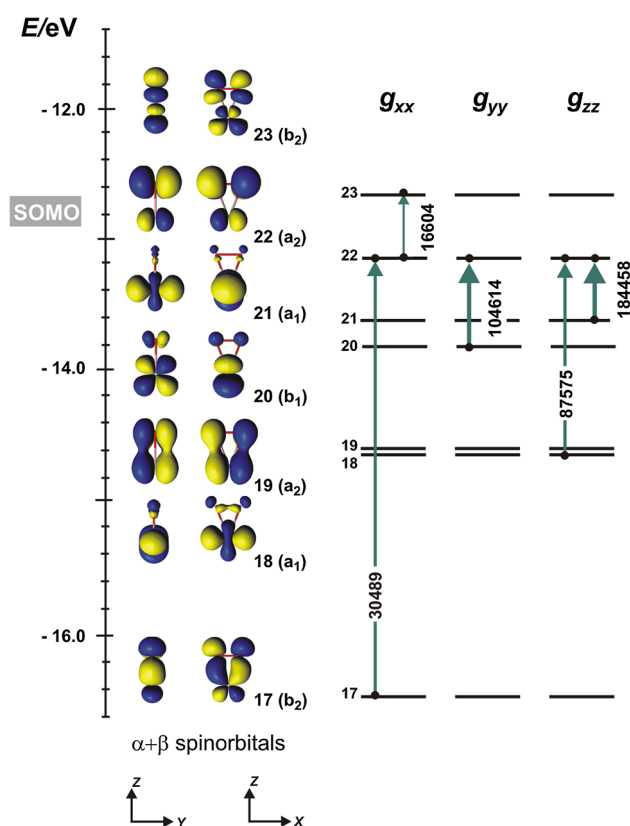 E/eV
- 12.0
SOMO
- 14.0
- 16.0
23 (b₂)
22 (a₂)
21 (a₁)
20 (b₁)
19 (a₂)
18 (a₁)
17 (b₂)
α+β spinorbitals
Z
Y
Z
X
gxx
gyy
gzz
23
22
21
20
19
18
17
16604
30489
104614
184458
87575